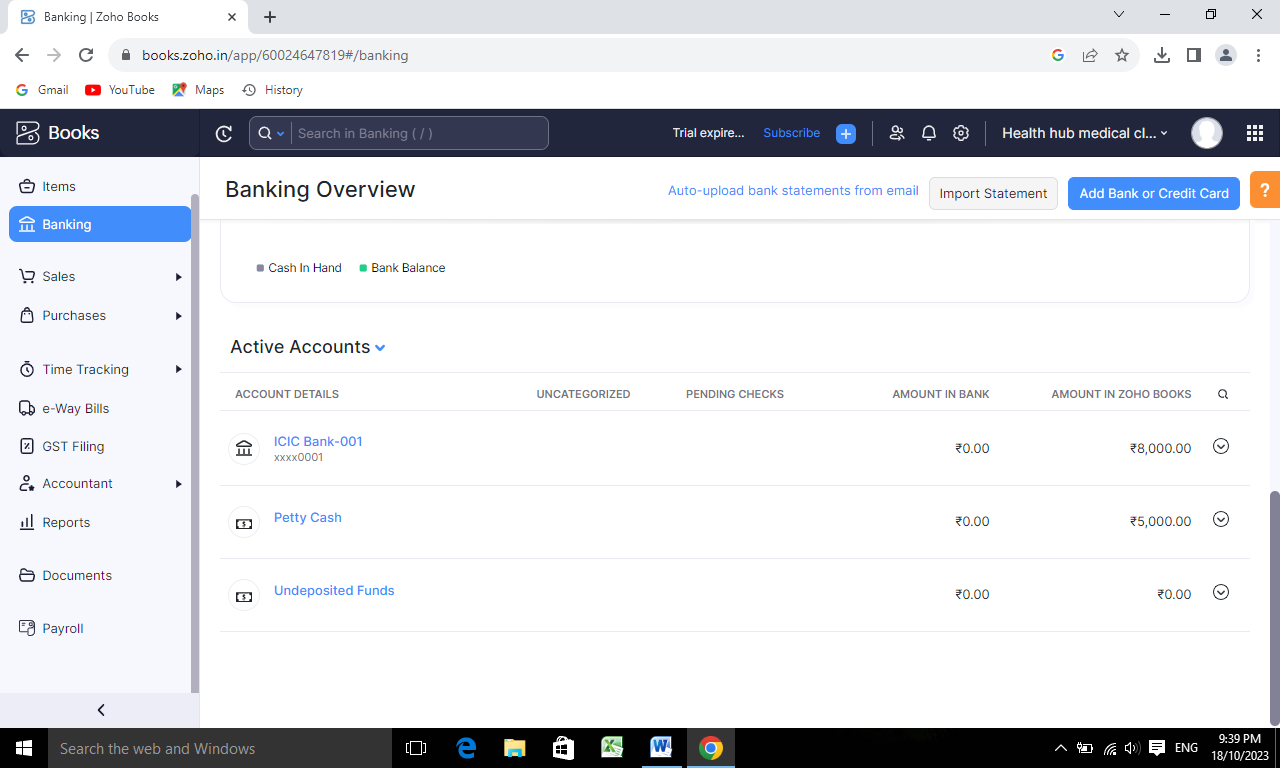 Banking | Zoho Books
books.zoho.in/app/60024647819#/banking
Gmail YouTube Maps History
Books
Search in Banking ( / )
Trial expire... Subscribe
Health hub medical cl...
Items
Banking
Sales
Purchases
Time Tracking
e-Way Bills
GST Filing
Accountant
Reports
Documents
Payroll
Banking Overview
Auto-upload bank statements from email
Import Statement
Add Bank or Credit Card
?
Cash In Hand Bank Balance
Active Accounts
ACCOUNT DETAILS UNCATEGORIZED PENDING CHECKS AMOUNT IN BANK AMOUNT IN ZOHO BOOKS
ICIC Bank-001 ₹0.00 ₹8,000.00
xxxx0001
Petty Cash ₹0.00 ₹5,000.00
Undeposited Funds ₹0.00 ₹0.00
Search the web and Windows
ENG
9:39 PM
18/10/2023